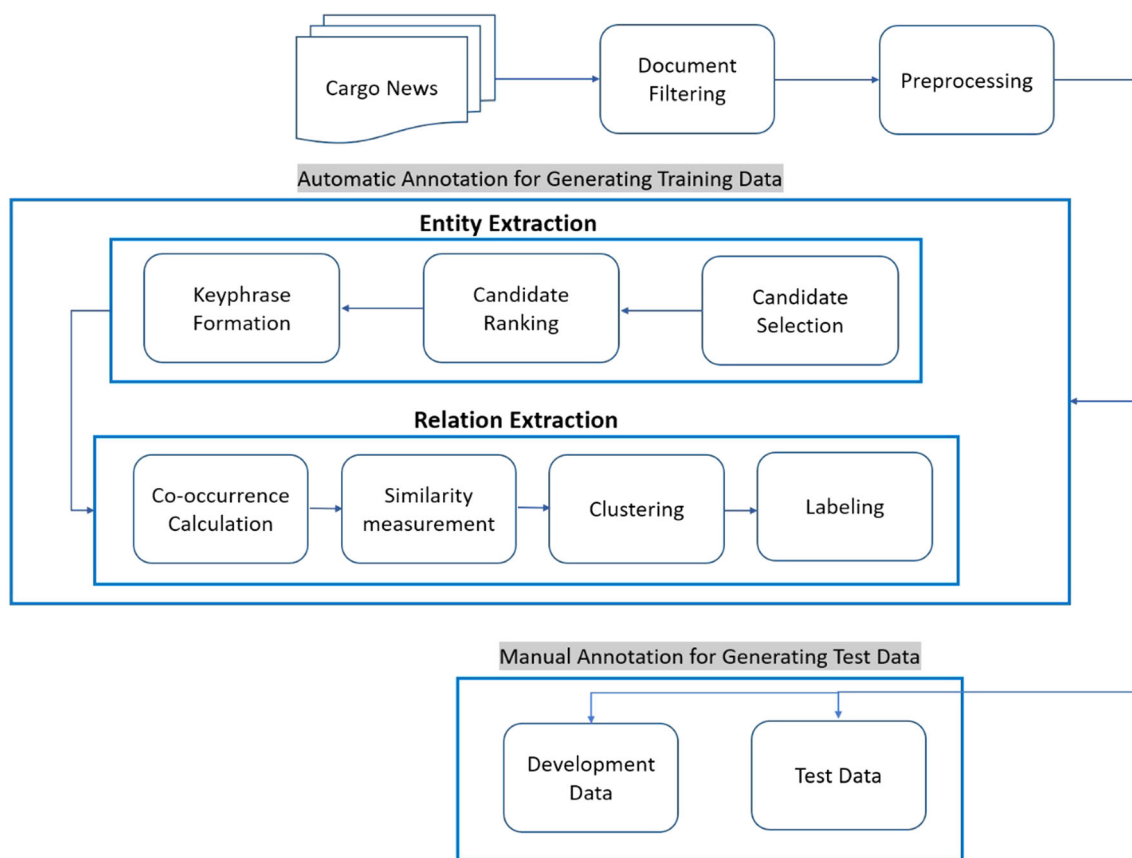 Cargo News
Document
Filtering
Preprocessing
Automatic Annotation for Generating Training Data
Entity Extraction
Keyphrase
Formation
Candidate
Ranking
Candidate
Selection
Relation Extraction
Co-occurrence
Calculation
Similarity
measurement
Clustering
Labeling
Manual Annotation for Generating Test Data
Development
Data
Test Data